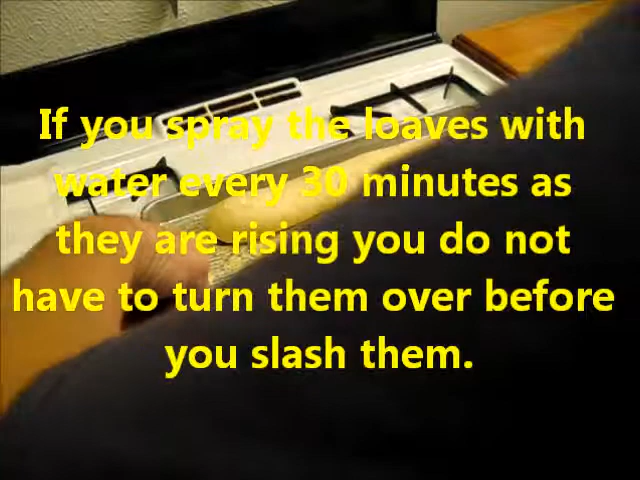 If you spray the loaves with
water every 30 minutes as
they are rising you do not
have to turn them over before
you slash them.